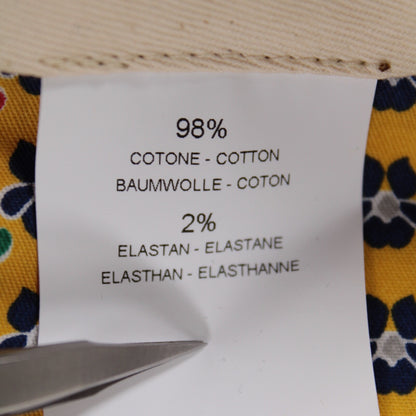 98%
COTONE - COTTON
BAUMWOLLE - COTON
2%
ELASTAN - ELASTANE
ELASTHAN - ELASTHANNE